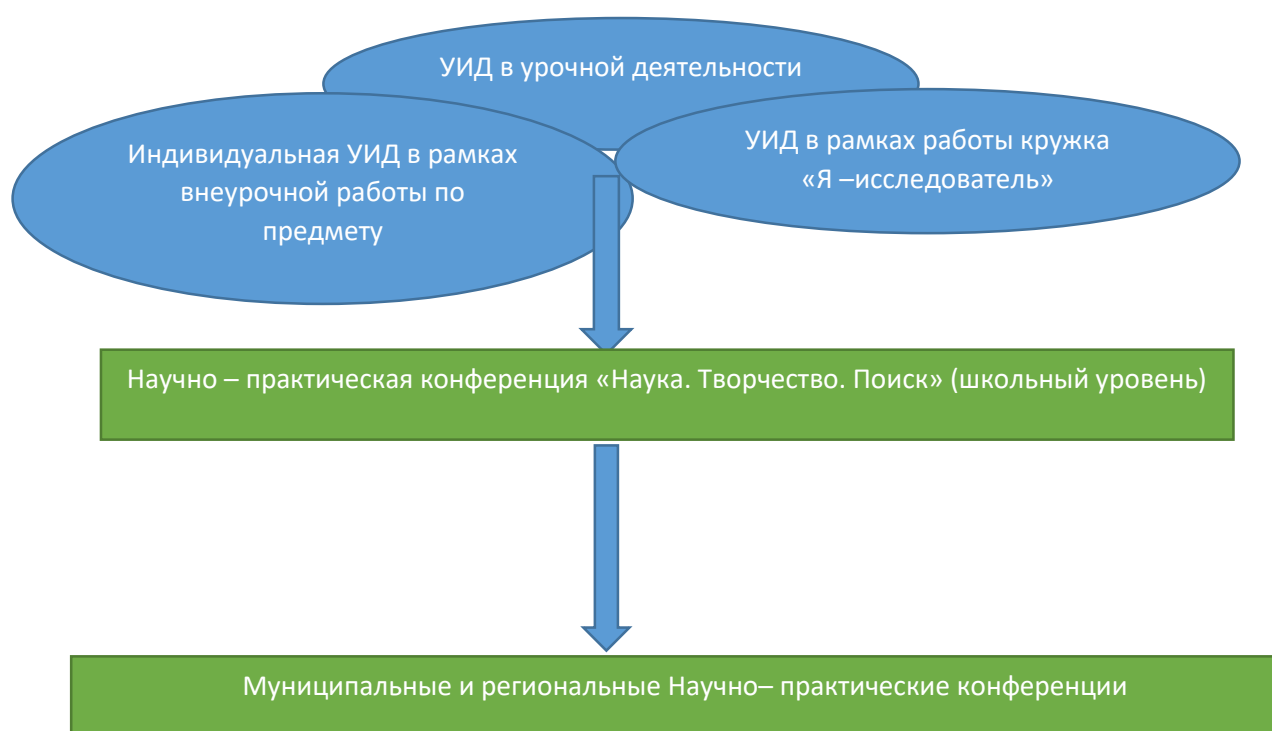 УИД в урочной деятельности
Индивидуальная УИД в рамках
внеурочной работы по
предмету
УИД в рамках работы кружка
«Я –исследователь»
Научно – практическая конференция «Наука. Творчество. Поиск» (школьный уровень)
Муниципальные и региональные Научно– практические конференции